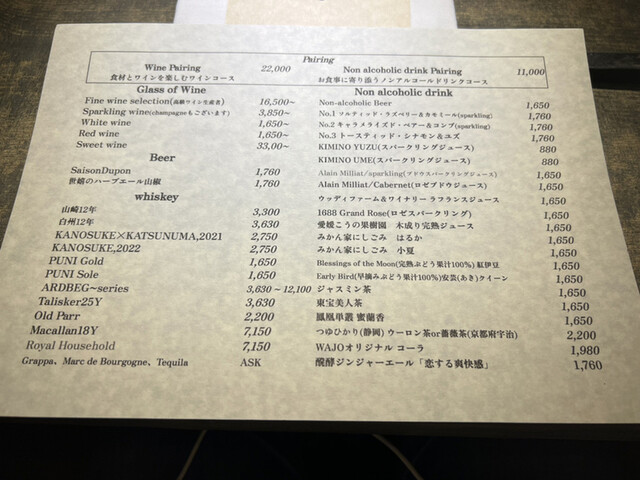 Pairing
Wine Pairing 22,000
食材とワインを楽しむワインコース
Non alcoholic drink Pairing 11,000
お食事に寄り添うノンアルコールドリンクコース
Glass of Wine
Fine wine selection(高級ワイン生産者) 16,500~
Sparkling wine(champagneもございます) 3,850~
White wine 1,650~
Red wine 1,650~
Sweet wine 33,00~
Beer
SaisonDupon 1,760
世嬉のハーブエール山椒 1,760
whiskey
山崎12年 3,300
白州12年 3,630
KANOSUKE×KATSUNUMA,2021 2,750
KANOSUKE,2022 2,750
PUNI Gold 1,650
PUNI Sole 1,650
ARDBEG~series 3,630~12,100
Talisker25Y 3,630
Old Parr 2,200
Macallan18Y 7,150
Royal Household 7,150
Grappa、Marc de Bourgogne、Tequila ASK
Non alcoholic drink
Non-alcoholic Beer 1,650
No.1 ソルティッド・ラズベリー&カモミール(sparkling) 1,760
No.2 キャラメライズド・ペアー&コンブ(sparkling) 1,760
No.3 トースティッド・シナモン&ユズ 1,760
KIMINO YUZU(スパークリングジュース) 880
KIMINO UME(スパークリングジュース) 880
Alain Milliat/sparkling(ブドウスパークリングジュース) 1,650
Alain Milliat/Cabernet(ロゼブドウジュース) 1,650
ウッディファーム&ワイナリー ラフランスジュース 1,650
1688 Grand Rose(ロゼスパークリング) 1,650
愛媛こうの果樹園 木成り完熟ジュース 1,650
みかん家にしごみ はるか 1,650
みかん家にしごみ 小夏 1,650
Blessings of the Moon(完熟ぶどう果汁100%) 紅伊豆 1,650
Early Bird(早摘みぶどう果汁100%)安芸(あき)クイーン 1,650
ジャスミン茶 1,650
東宝美人茶 1,650
鳳凰単叢 蜜蘭香 1,650
つゆひかり(静岡) ウーロン茶or薔薇茶(京都府宇治) 2,200
WAJOオリジナル コーラ 1,980
醗酵ジンジャーエール「恋する爽快感」 1,760